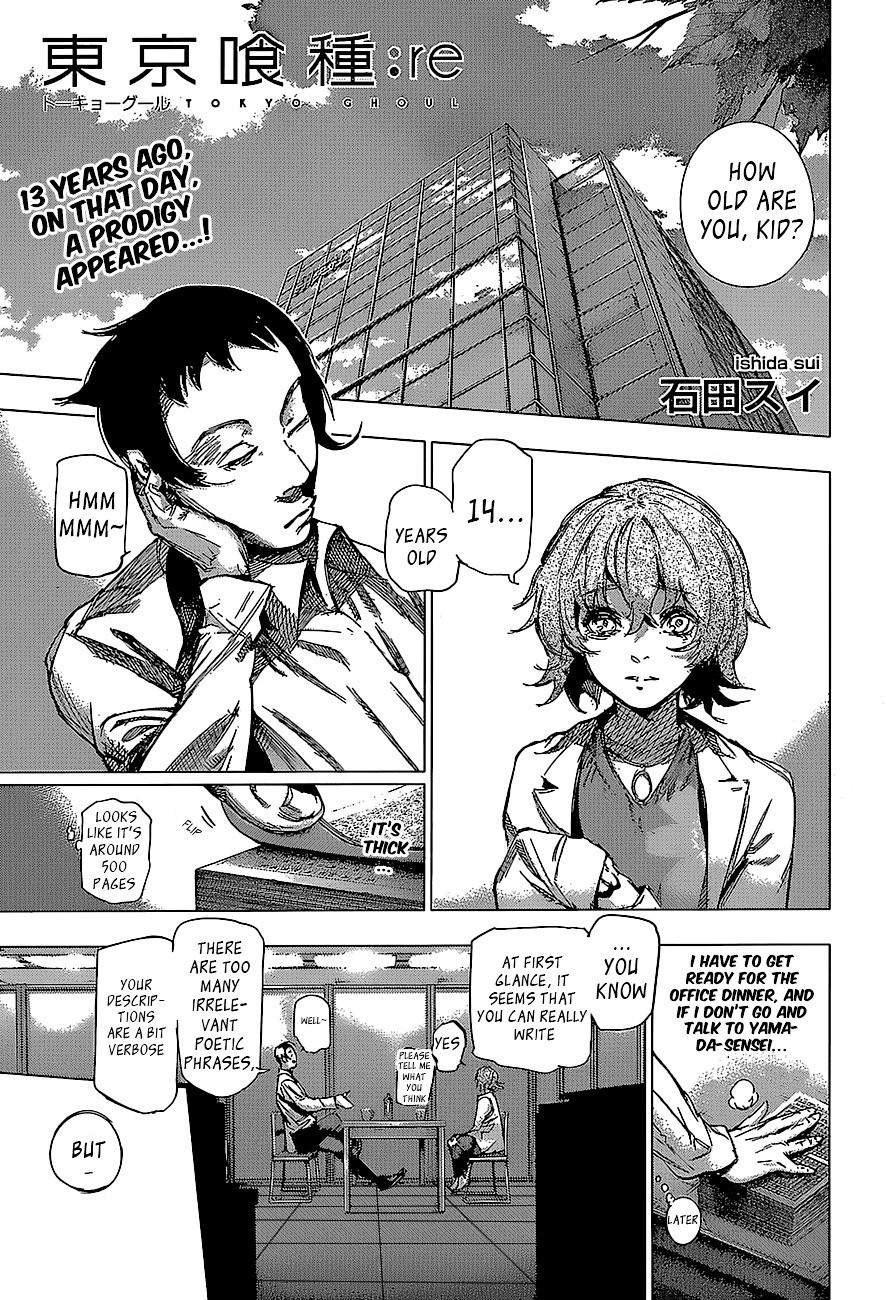 東京喰種:re
トーキョーグール TOKYO GHOUL
13 YEARS AGO,
ON THAT DAY,
A PRODIGY
APPEARED...!
HOW
OLD ARE
YOU, KID?
ishida sui
石田スイ
14...
YEARS
OLD
HMM
MMM~
IT'S
THICK
...
FLIP
LOOKS
LIKE IT'S
AROUND
500
PAGES
I HAVE TO GET
READY FOR THE
OFFICE DINNER, AND
IF I DON'T GO AND
TALK TO YAMA-
DA-SENSEI...
LATER
...
YOU
KNOW
AT FIRST
GLANCE, IT
SEEMS THAT
YOU CAN REALLY
WRITE
YES
PLEASE
TELL ME
WHAT
YOU
THINK
WELL~
THERE
ARE TOO
MANY
IRRELE-
VANT
POETIC
PHRASES,
YOUR
DESCRIP-
TIONS
ARE A BIT
VERBOSE
BUT
-